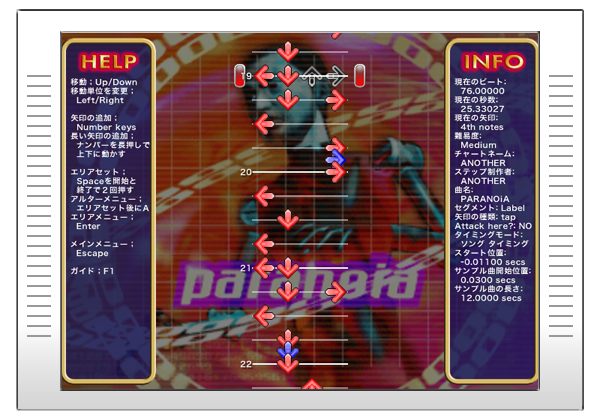 HELP
移動；Up/Down
移動単位を変更；
Left/Right
矢印の追加；
Number keys
長い矢印の追加；
ナンバーを長押しで
上下に動かす
エリアセット；
Spaceを開始と
終了で２回押す
アルターメニュー；
エリアセット後にA
エリアメニュー；
Enter
メインメニュー；
Escape
ガイド；F1
19
20
21
22
paranoia
INFO
現在のビート:
76.00000
現在の秒数:
25.33027
現在の矢印:
4th notes
難易度:
Medium
チャートネーム:
ANOTHER
ステップ制作者:
ANOTHER
曲名:
PARANOiA
セグメント: Label
矢印の種類: tap
Attack here?: NO
タイミングモード:
ソング タイミング
スタート位置:
-0.01100 secs
サンプル曲開始位置:
0.0300 secs
サンプル曲の長さ:
12.0000 secs